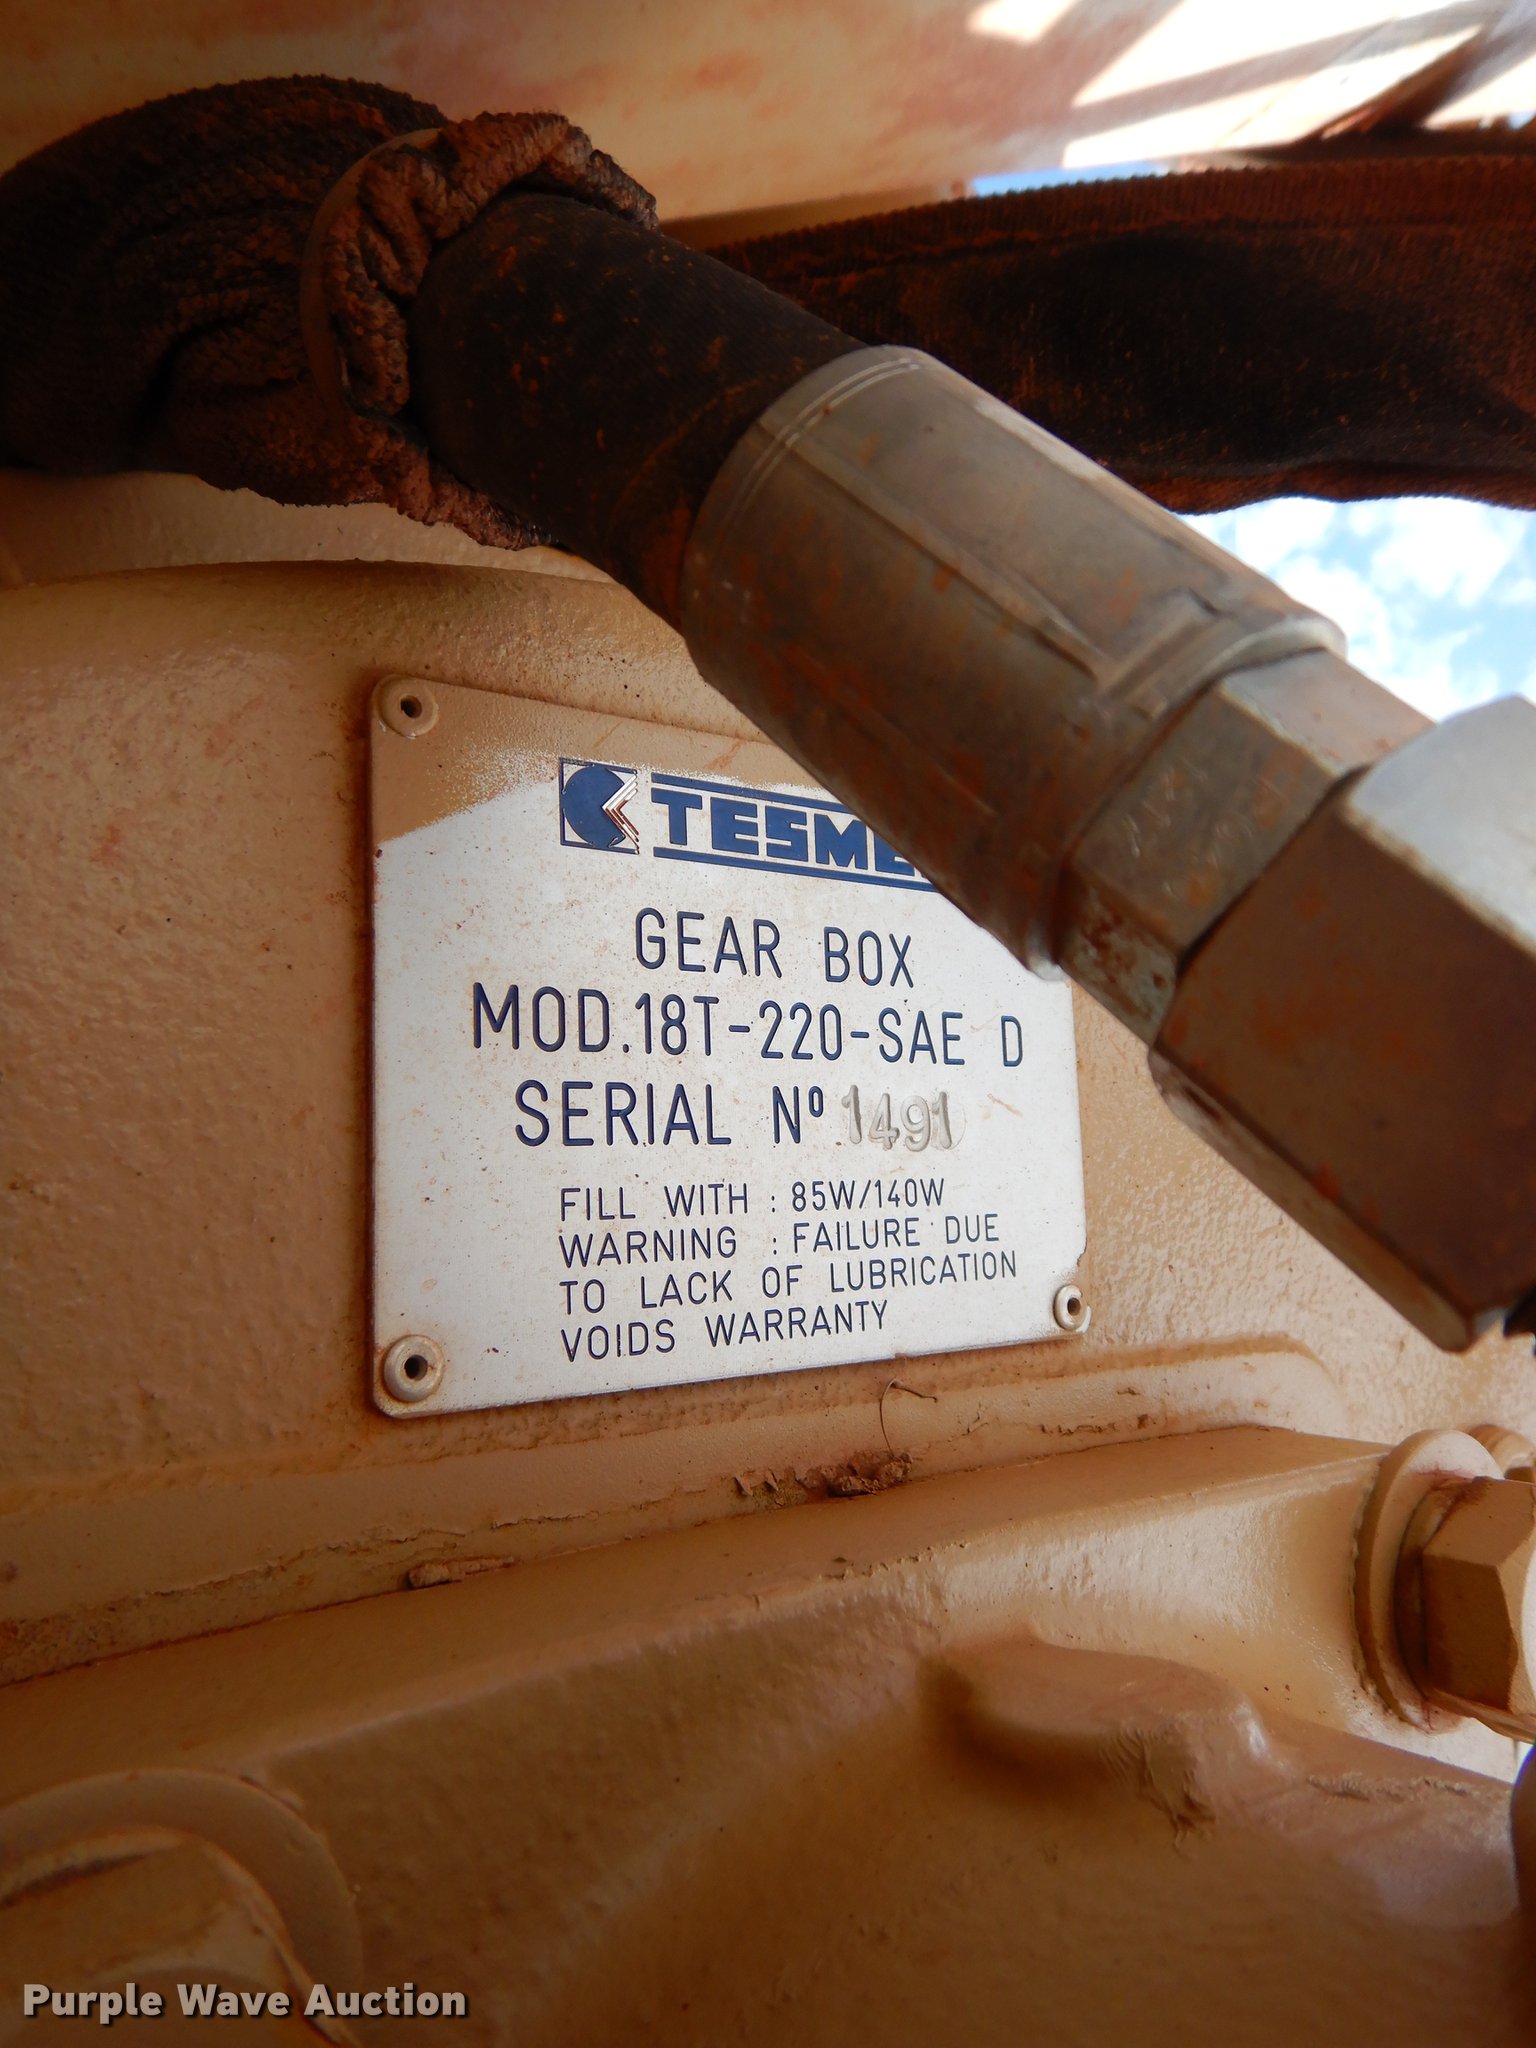 GEAR BOX
MOD.18T-220-SAE D
SERIAL Nº 1491
FILL WITH : 85W/140W
WARNING : FAILURE DUE
TO LACK OF LUBRICATION
VOIDS WARRANTY
Purple Wave Auction